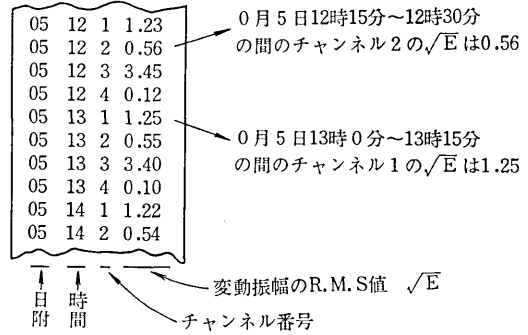 05 12 1 1.23
05 12 2 0.56
05 12 3 3.45
05 12 4 0.12
05 13 1 1.25
05 13 2 0.55
05 13 3 3.40
05 13 4 0.10
05 14 1 1.22
05 14 2 0.54
0月5日12時15分～12時30分
の間のチャンネル2の√Eは0.56
0月5日13時0分～13時15分
の間のチャンネル1の√Eは1.25
日附
時間
チャンネル番号
変動振幅のR.M.S値 √E